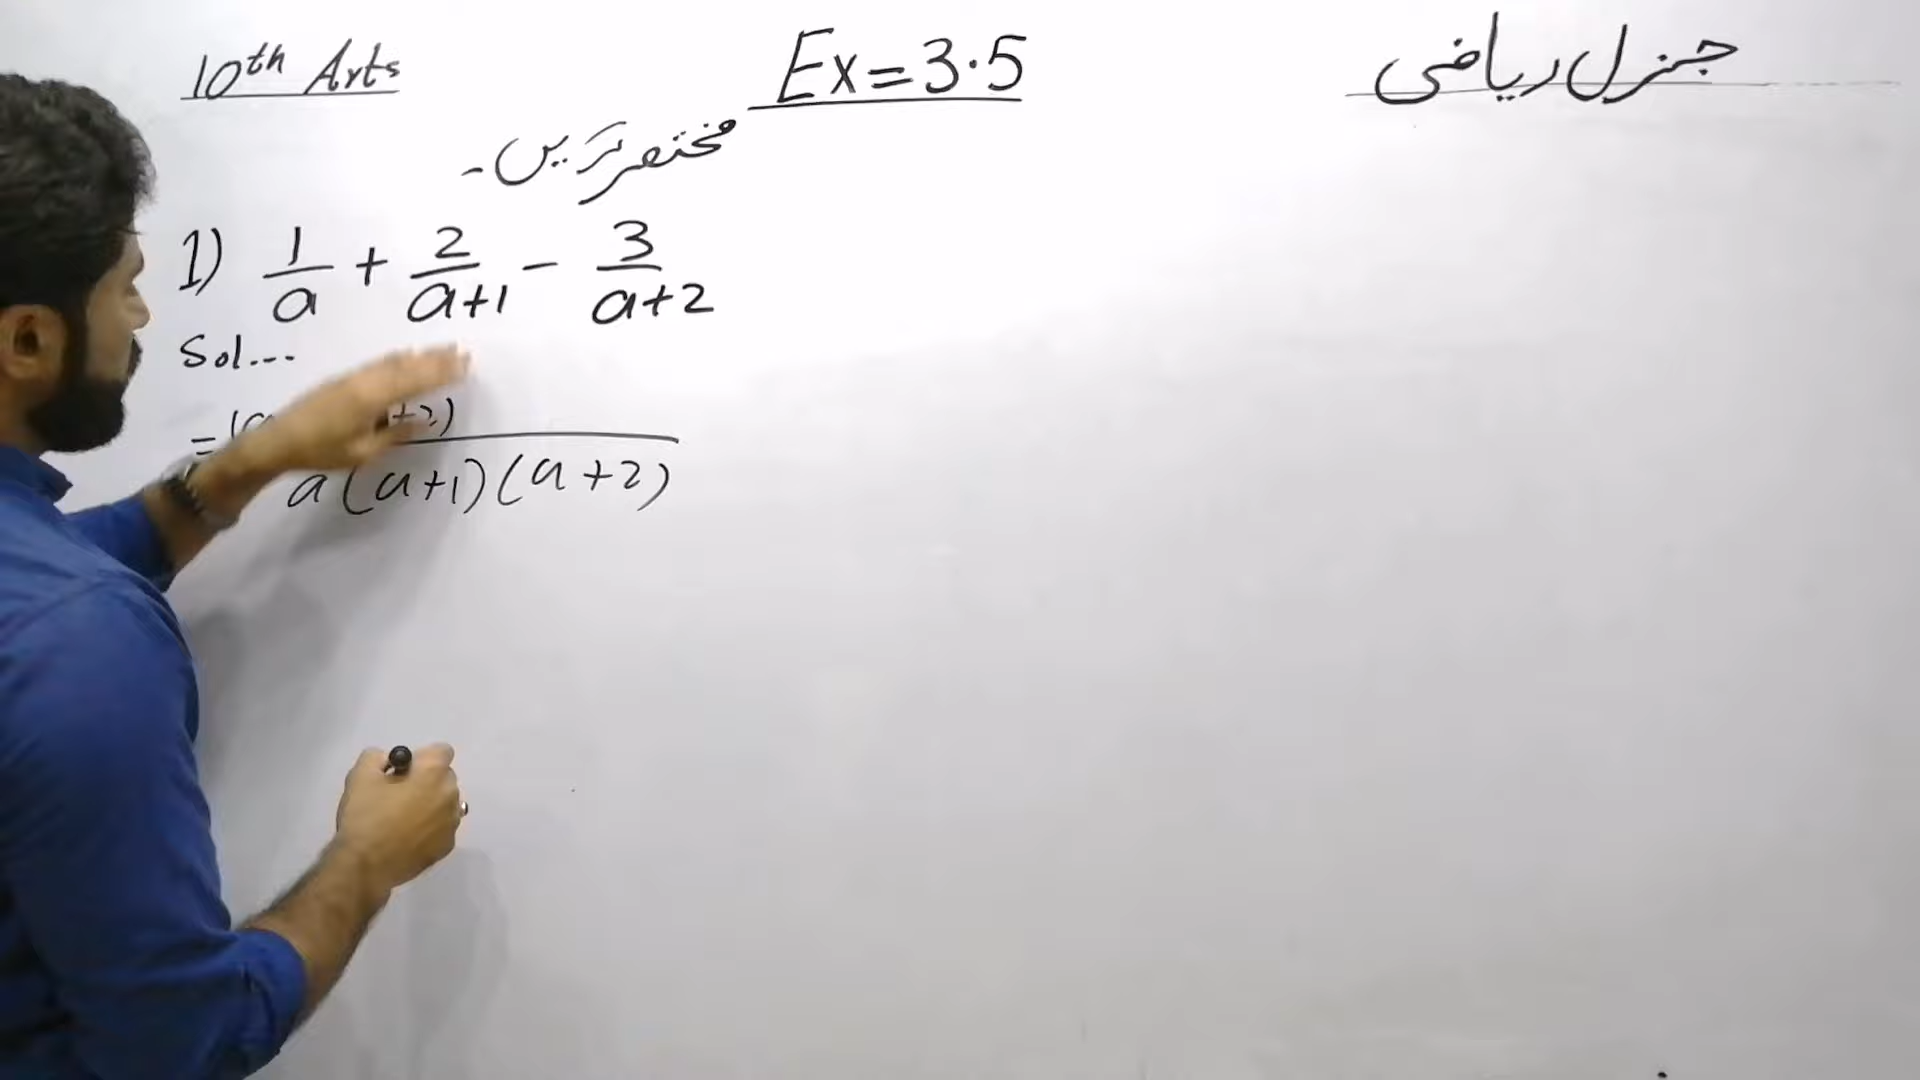 10th Arts
Ex=3.5
جنرل ریاضی
مختصر کریں۔
1) 1/a + 2/(a+1) - 3/(a+2)
Sol...
=
a(a+1)(a+2)